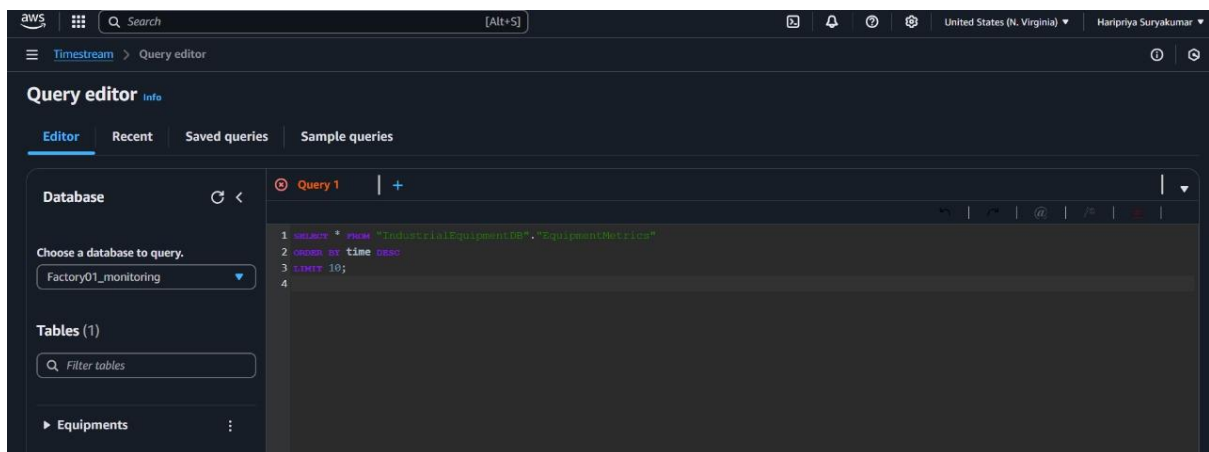 aws Search [Alt+S] United States (N. Virginia) Haripriya Suryakumar
Timestream > Query editor
Query editor Info
Editor Recent Saved queries Sample queries
Database
Query 1 +
1 SELECT * FROM "IndustrialEquipmentDB"."EquipmentMetrics"
2 ORDER BY time DESC
3 LIMIT 10;
4
Choose a database to query.
Factory01_monitoring
Tables (1)
Filter tables
Equipments